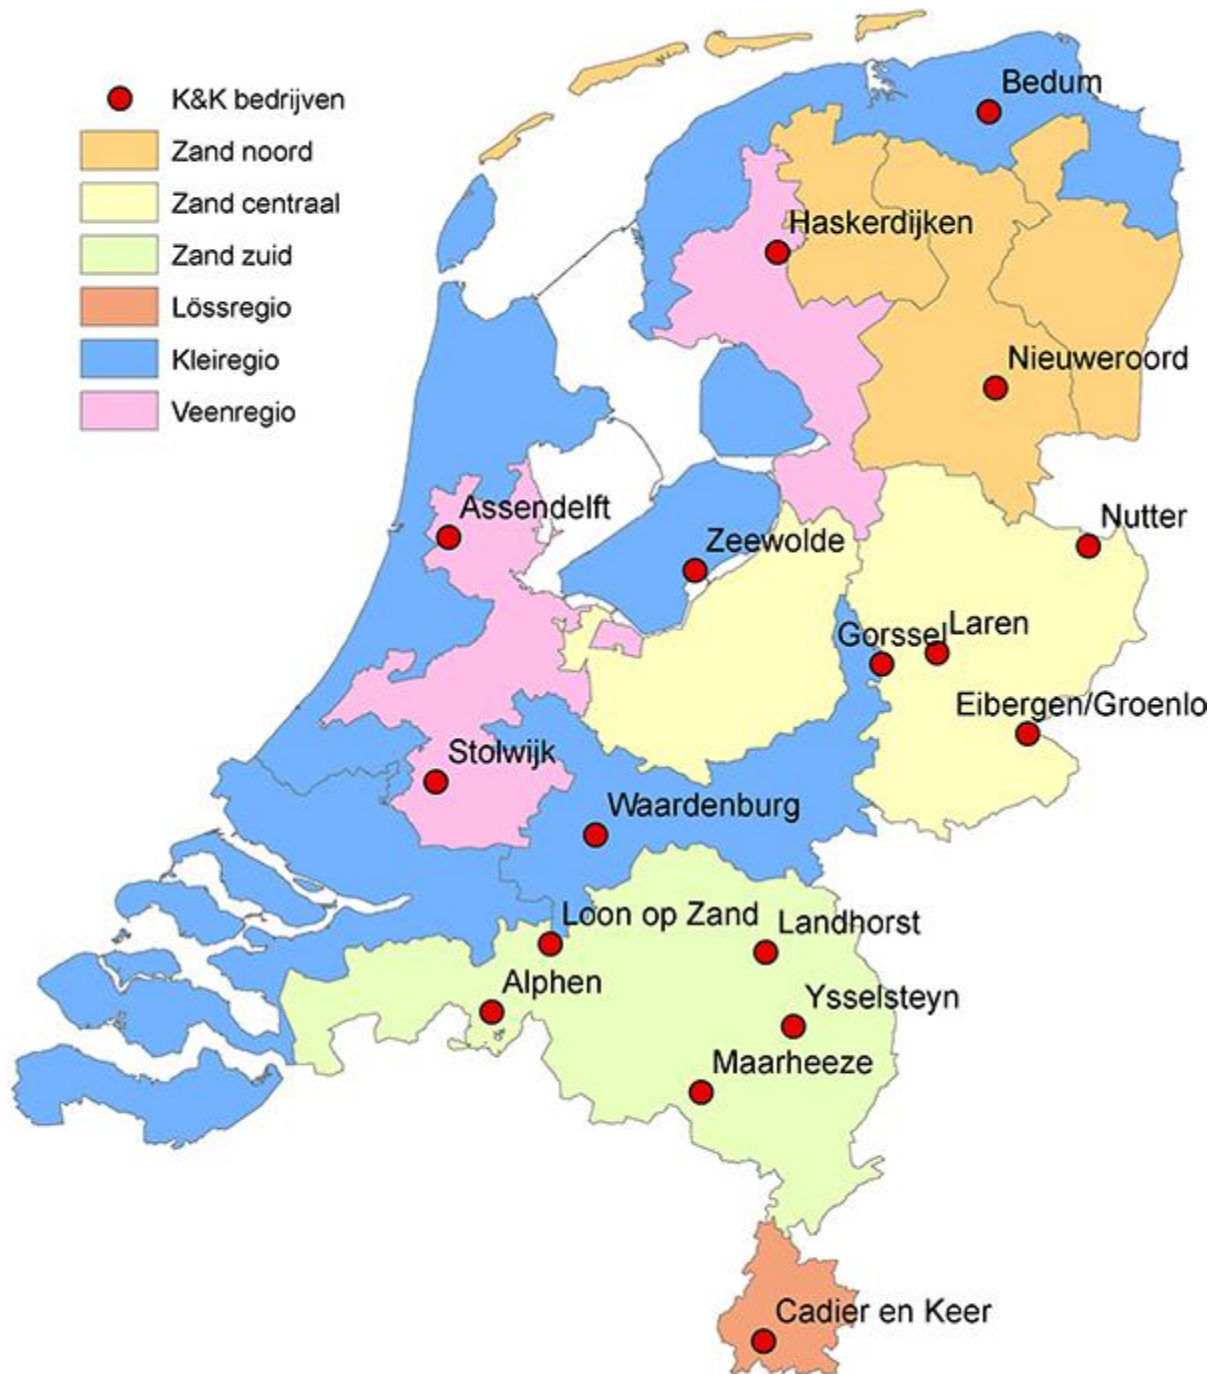 K&K bedrijven
Zand noord
Zand centraal
Zand zuid
Lössregio
Kleiregio
Veenregio
Bedum
Haskerdijken
Nieuweroord
Assendelft
Nutter
Zeewolde
Gorssel
Laren
Eibergen/Groenlo
Stolwijk
Waardenburg
Loon op Zand
Landhorst
Alphen
Ysselsteyn
Maarheeze
Cadier en Keer